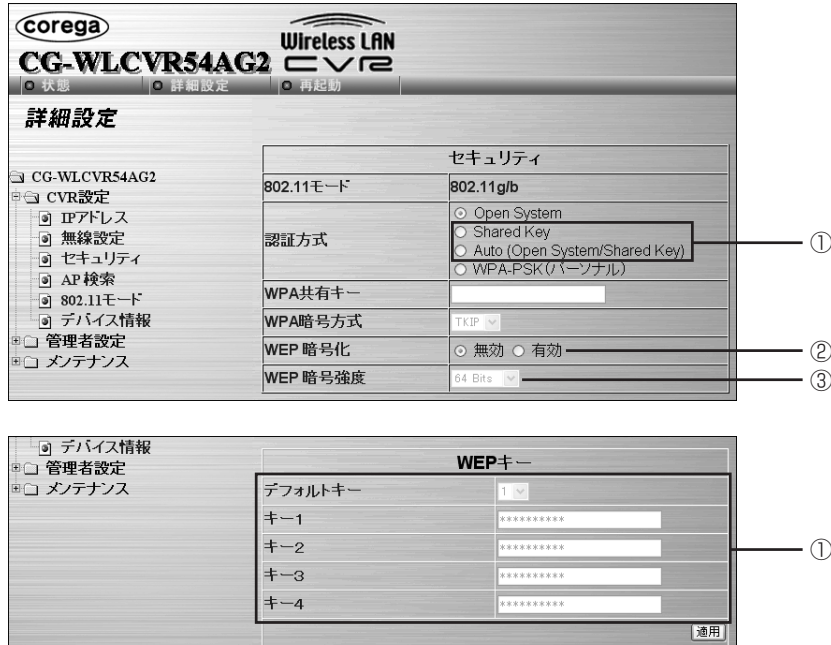 corega
Wireless LAN
CG-WLCVR54AG2 CVR
状態 詳細設定 再起動
詳細設定
CG-WLCVR54AG2
CVR設定
IPアドレス
無線設定
セキュリティ
AP 検索
802.11モード
デバイス情報
管理者設定
メンテナンス
セキュリティ
802.11モード 802.11g/b
認証方式
Open System
Shared Key
Auto (Open System/Shared Key)
WPA-PSK(パーソナル)
①
WPA共有キー
WPA暗号方式 TKIP
WEP 暗号化 無効 有効 ②
WEP 暗号強度 64 Bits ③
デバイス情報
管理者設定
メンテナンス
WEPキー
デフォルトキー 1
キー1 **********
キー2 **********
キー3 **********
キー4 **********
①
適用